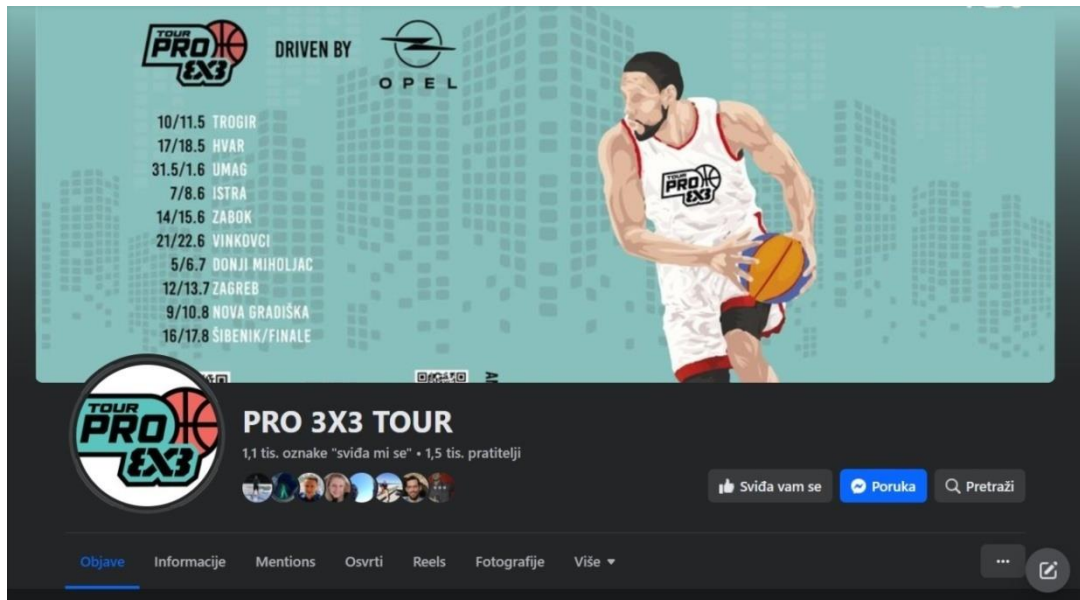 TOUR
PRO
3X3
DRIVEN BY
OPEL
10/11.5 TROGIR
17/18.5 HVAR
31.5/1.6 UMAG
7/8.6 ISTRA
14/15.6 ZABOK
21/22.6 VINKOVCI
5/6.7 DONJI MIHOLJAC
12/13.7 ZAGREB
9/10.8 NOVA GRADIŠKA
16/17.8 ŠIBENIK/FINALE
TOUR
PRO
3X3
TOUR
PRO
3X3
PRO 3X3 TOUR
1,1 tis. oznake "sviđa mi se" • 1,5 tis. pratitelji
Sviđa vam se
Poruka
Pretraži
Objave Informacije Mentions Osvrti Reels Fotografije Više